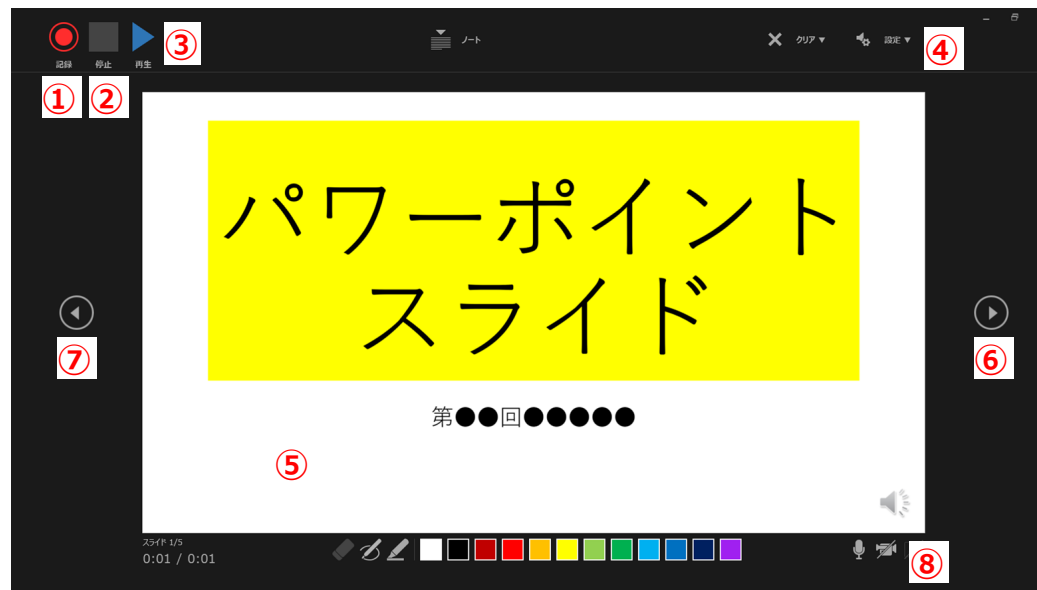 ③
ノート
クリア ▼
設定 ▼
④
記録
停止
再生
①
②
パワーポイント
スライド
⑦
⑥
第●●回●●●●●
⑤
スライド 1/5
0:01 / 0:01
⑧